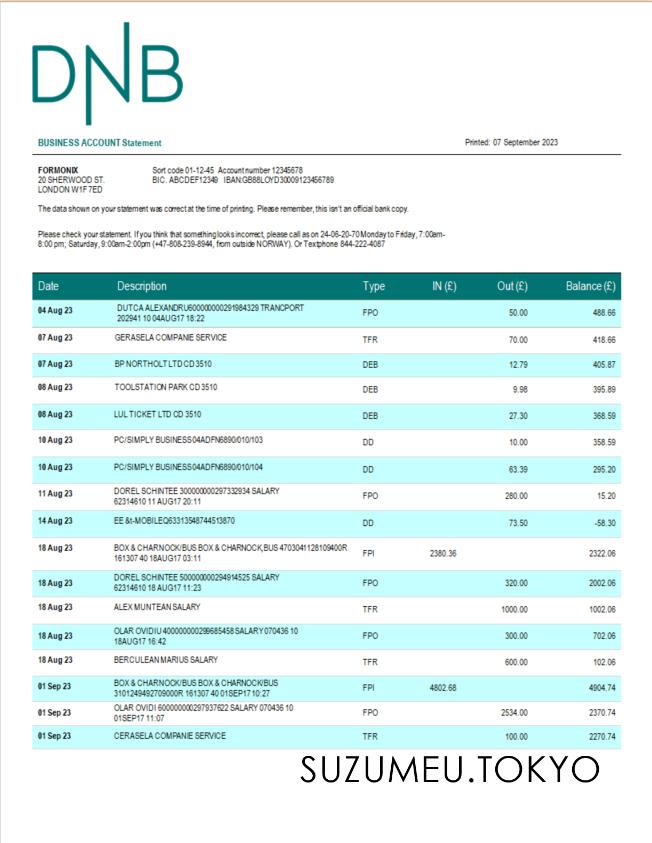 DNB
BUSINESS ACCOUNT Statement Printed: 07 September 2023
FORMONIX Sort code 01-12-45 Account number 12345678
20 SHERWOOD ST. BIC. ABCDEF12349 IBAN:GB88LOYD30009123456789
LONDON W1F 7ED
The data shown on your statement was correct at the time of printing. Please remember, this isn't an official bank copy.
Please check your statement. If you think that something looks incorrect, please call as on 24-06-20-70 Monday to Friday, 7:00am-
8:00 pm; Saturday, 9:00am-2:00pm (+47-808-239-8944, from outside NORWAY). Or Textphone 844-222-4087
Date Description Type IN (£) Out (£) Balance (£)
04 Aug 23 DUTCA ALEXANDRU600000000291984329 TRANCPORT FPO 50.00 488.66
202941 10 04AUG17 18:22
07 Aug 23 GERASELA COMPANIE SERVICE TFR 70.00 418.66
07 Aug 23 BP NORTHOLT LTD CD 3510 DEB 12.79 405.87
08 Aug 23 TOOLSTATION PARK CD 3510 DEB 9.98 395.89
08 Aug 23 LUL TICKET LTD CD 3510 DEB 27.30 368.59
10 Aug 23 PC/SIMPLY BUSINESS04ADFN6890/010/103 DD 10.00 358.59
10 Aug 23 PC/SIMPLY BUSINESS04ADFN6890/010/104 DD 63.39 295.20
11 Aug 23 DOREL SCHINTEE 300000000297332934 SALARY FPO 280.00 15.20
62314610 11 AUG17 20:11
14 Aug 23 EE &t-MOBILEQ63313548744513870 DD 73.50 -58.30
18 Aug 23 BOX & CHARNOCK/BUS BOX & CHARNOCK,BUS 4703041128109400R FPI 2380.36 2322.06
161307 40 18AUG17 03:11
18 Aug 23 DOREL SCHINTEE 500000000294914525 SALARY FPO 320.00 2002.06
62314610 18 AUG17 11:23
18 Aug 23 ALEX MUNTEAN SALARY TFR 1000.00 1002.06
18 Aug 23 OLAR OVIDIU 400000000299685458 SALARY 070436 10 FPO 300.00 702.06
18AUG17 16:42
18 Aug 23 BERCULEAN MARIUS SALARY TFR 600.00 102.06
01 Sep 23 BOX & CHARNOCK/BUS BOX & CHARNOCK/BUS FPI 4802.68 4904.74
3101249492709000R 161307 40 01SEP17 10:27
01 Sep 23 OLAR OVIDI 600000000297937622 SALARY 070436 10 FPO 2534.00 2370.74
01SEP17 11:07
01 Sep 23 CERASELA COMPANIE SERVICE TFR 100.00 2270.74
SUZUMEU.TOKYO